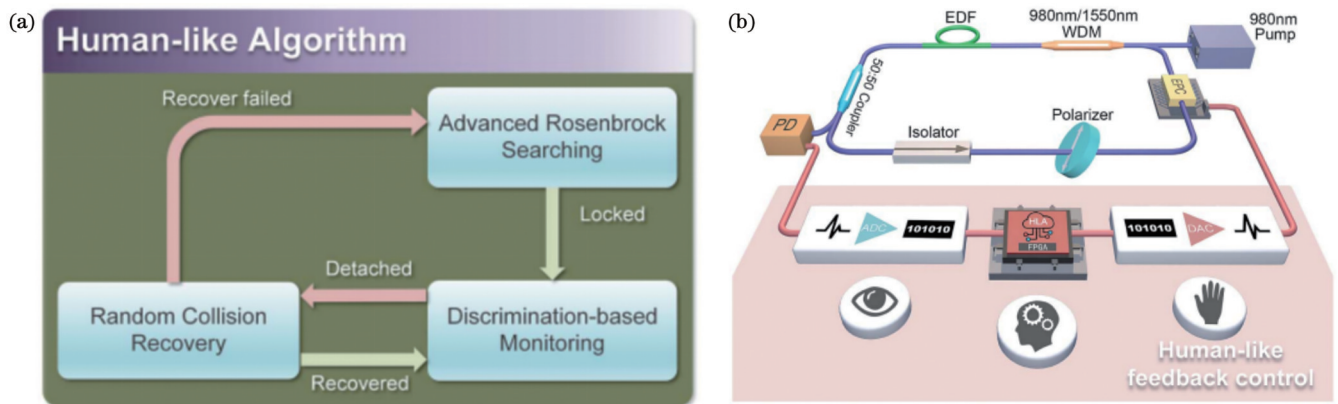 (a)
Human-like Algorithm
Recover failed
Advanced Rosenbrock
Searching
Locked
Detached
Random Collision
Recovery
Discrimination-based
Monitoring
Recovered
(b)
EDF
980nm/1550nm
WDM
980nm
Pump
50:50 Coupler
EPC
PD
Isolator
Polarizer
ADC
101010
HLA
FPGA
101010
DAC
Human-like
feedback control